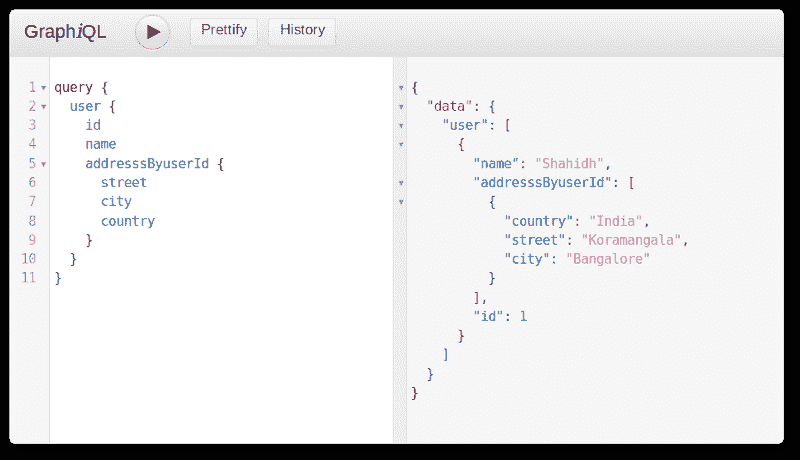 GraphiQL
Prettify
History
1 query {
2 user {
3 id
4 name
5 addresssByuserId {
6 street
7 city
8 country
9 }
10 }
11 }
{
"data": {
"user": [
{
"name": "Shahidh",
"addresssByuserId": [
{
"country": "India",
"street": "Koramangala",
"city": "Bangalore"
}
],
"id": 1
}
]
}
}